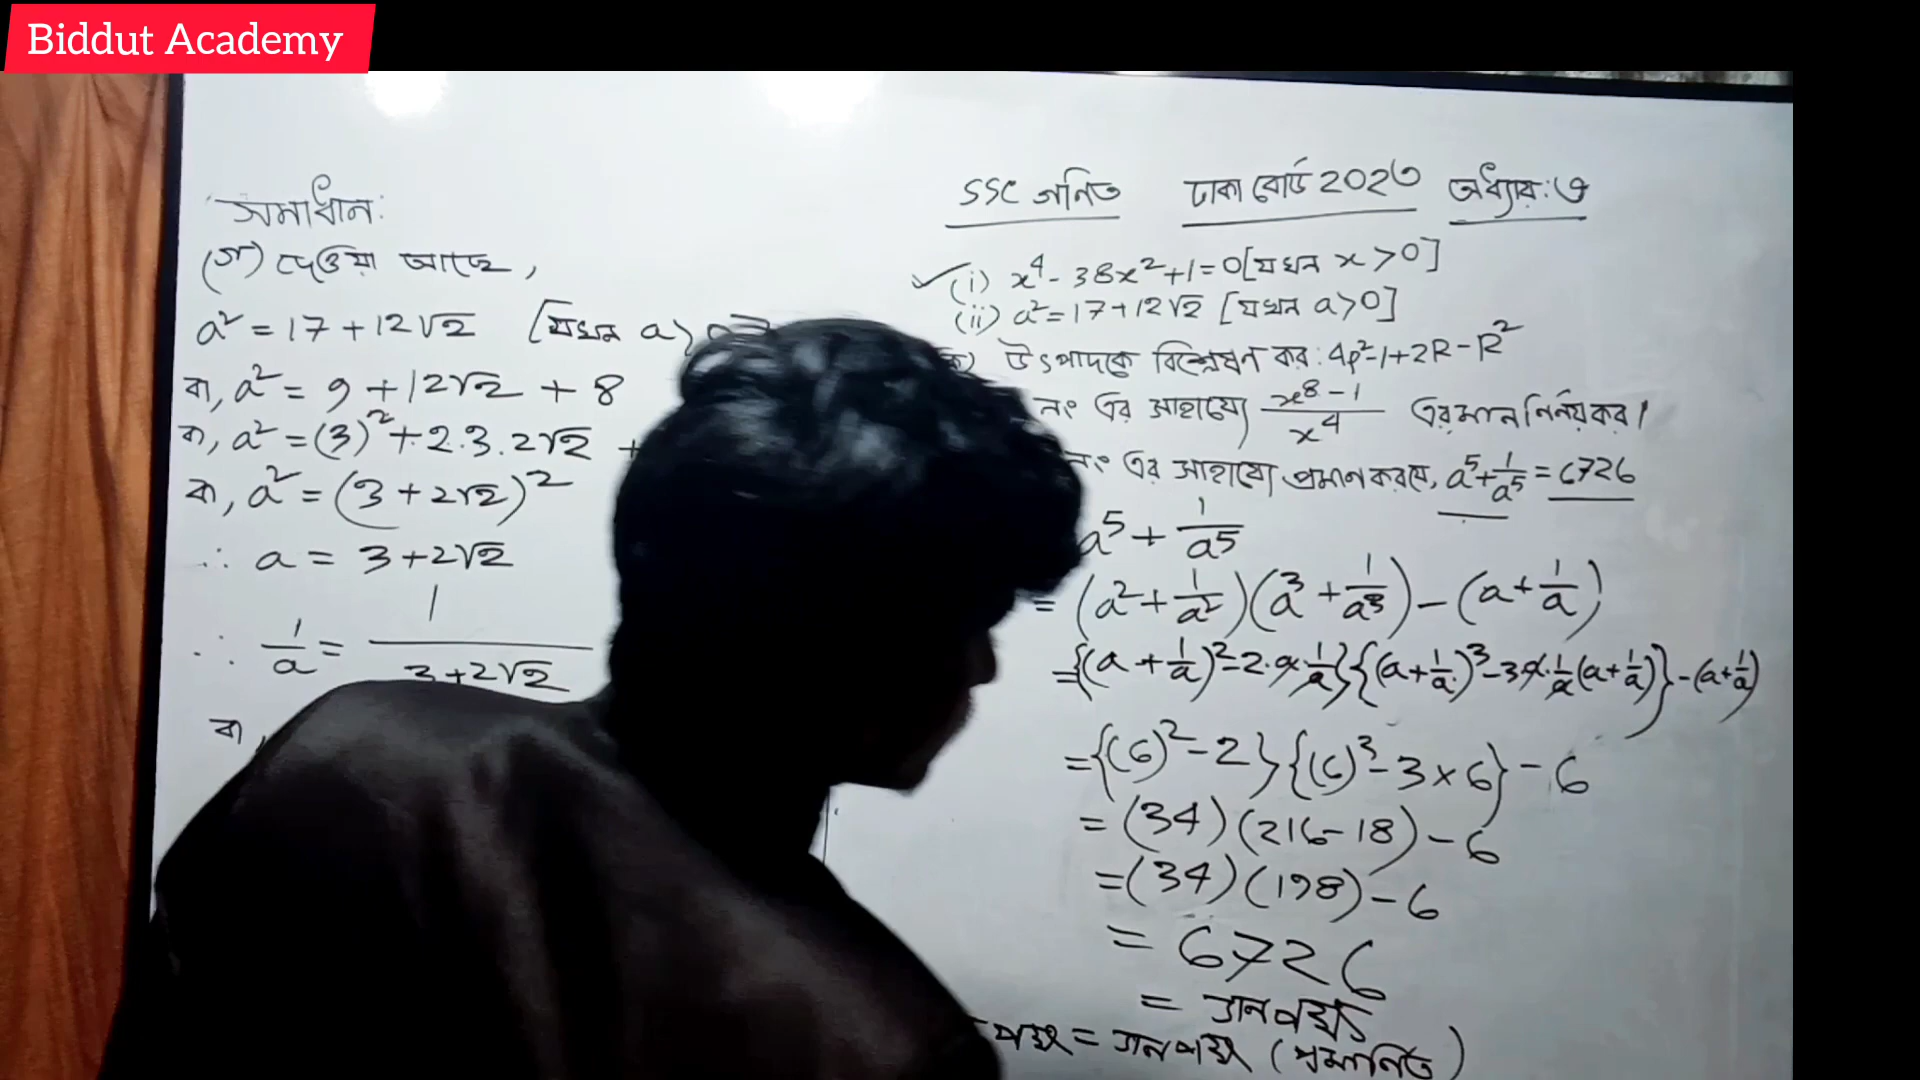 Biddut Academy
সমাধান:
(গ) দেওয়া আছে,
a² = 17 + 12√2 [যখন a>0]
বা, a² = 9 + 12√2 + 8
বা, a² = (3)² + 2.3.2√2 +
বা, a² = (3 + 2√2)²
∴ a = 3 + 2√2
∴ 1/a = 1/(3+2√2)
বা,
SSC গনিত ঢাকা বোর্ড 2023 অধ্যায়: ৩
(i) x⁴ - 38x² + 1 = 0 [যখন x > 0]
(ii) a² = 17 + 12√2 [যখন a>0]
উৎপাদকে বিশ্লেষণ কর: 4p² - 1 + 2R - R²
নং এর সাহায্যে (x⁸ - 1)/x⁴ এর মান নির্নয় কর।
নং এর সাহায্যে প্রমান কর যে, a⁵ + 1/a⁵ = 6726
a⁵ + 1/a⁵
= (a² + 1/a²)(a³ + 1/a³) - (a + 1/a)
= {(a + 1/a)² - 2.a.1/a}{(a + 1/a)³ - 3a.1/a(a + 1/a)} - (a + 1/a)
= {(6)² - 2}{(6)³ - 3 × 6} - 6
= (34)(216 - 18) - 6
= (34)(198) - 6
= 6726
= ডানপক্ষ
পক্ষ = ডানপক্ষ (প্রমানিত)